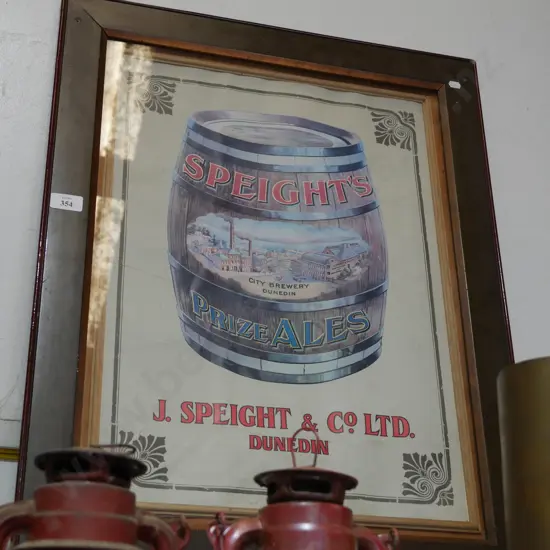 354
SPEIGHT'S
CITY BREWERY
DUNEDIN
PRIZE ALES
J. SPEIGHT & Cº LTD.
DUNEDIN